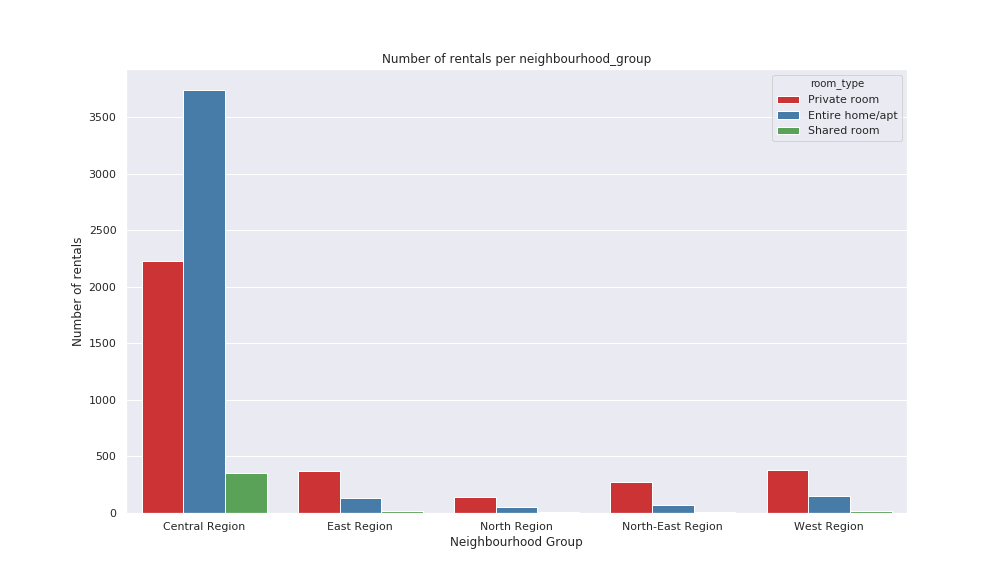 Number of rentals per neighbourhood_group
room_type
Private room
Entire home/apt
Shared room
Number of rentals
3500
3000
2500
2000
1500
1000
500
0
Central Region
East Region
North Region
North-East Region
West Region
Neighbourhood Group